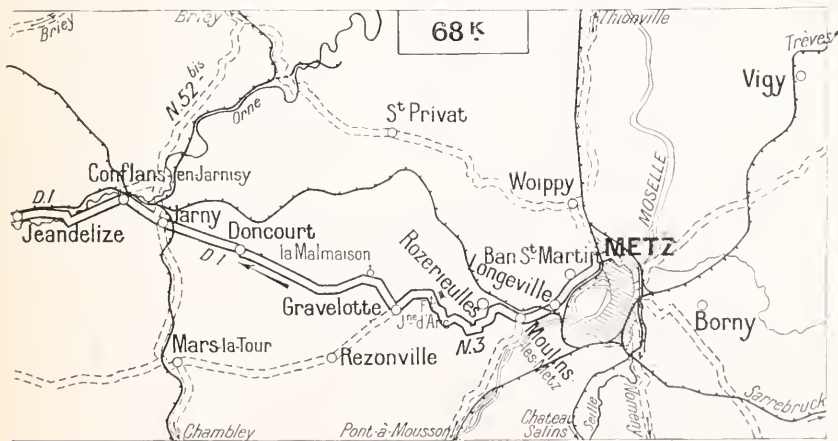 Briey
Briey
68 K
Thionville
Trèves
Vigy
N.52 bis
Orne
St Privat
MOSELLE
Conflans-en-Jarnisy
Woippy
D.I
Jarny
Jeandelize
Doncourt
la Malmaison
Rozerieulles
Ban St Martin
METZ
D I
Longeville
Gravelotte
Ft
Jne d'Arc
Borny
N.3
Moulins-
les-Metz
Mars-la-Tour
Rezonville
Sarrebruck
Chambley
Pont-à-Mousson
Chateau
Salins
Seille
Nomeny